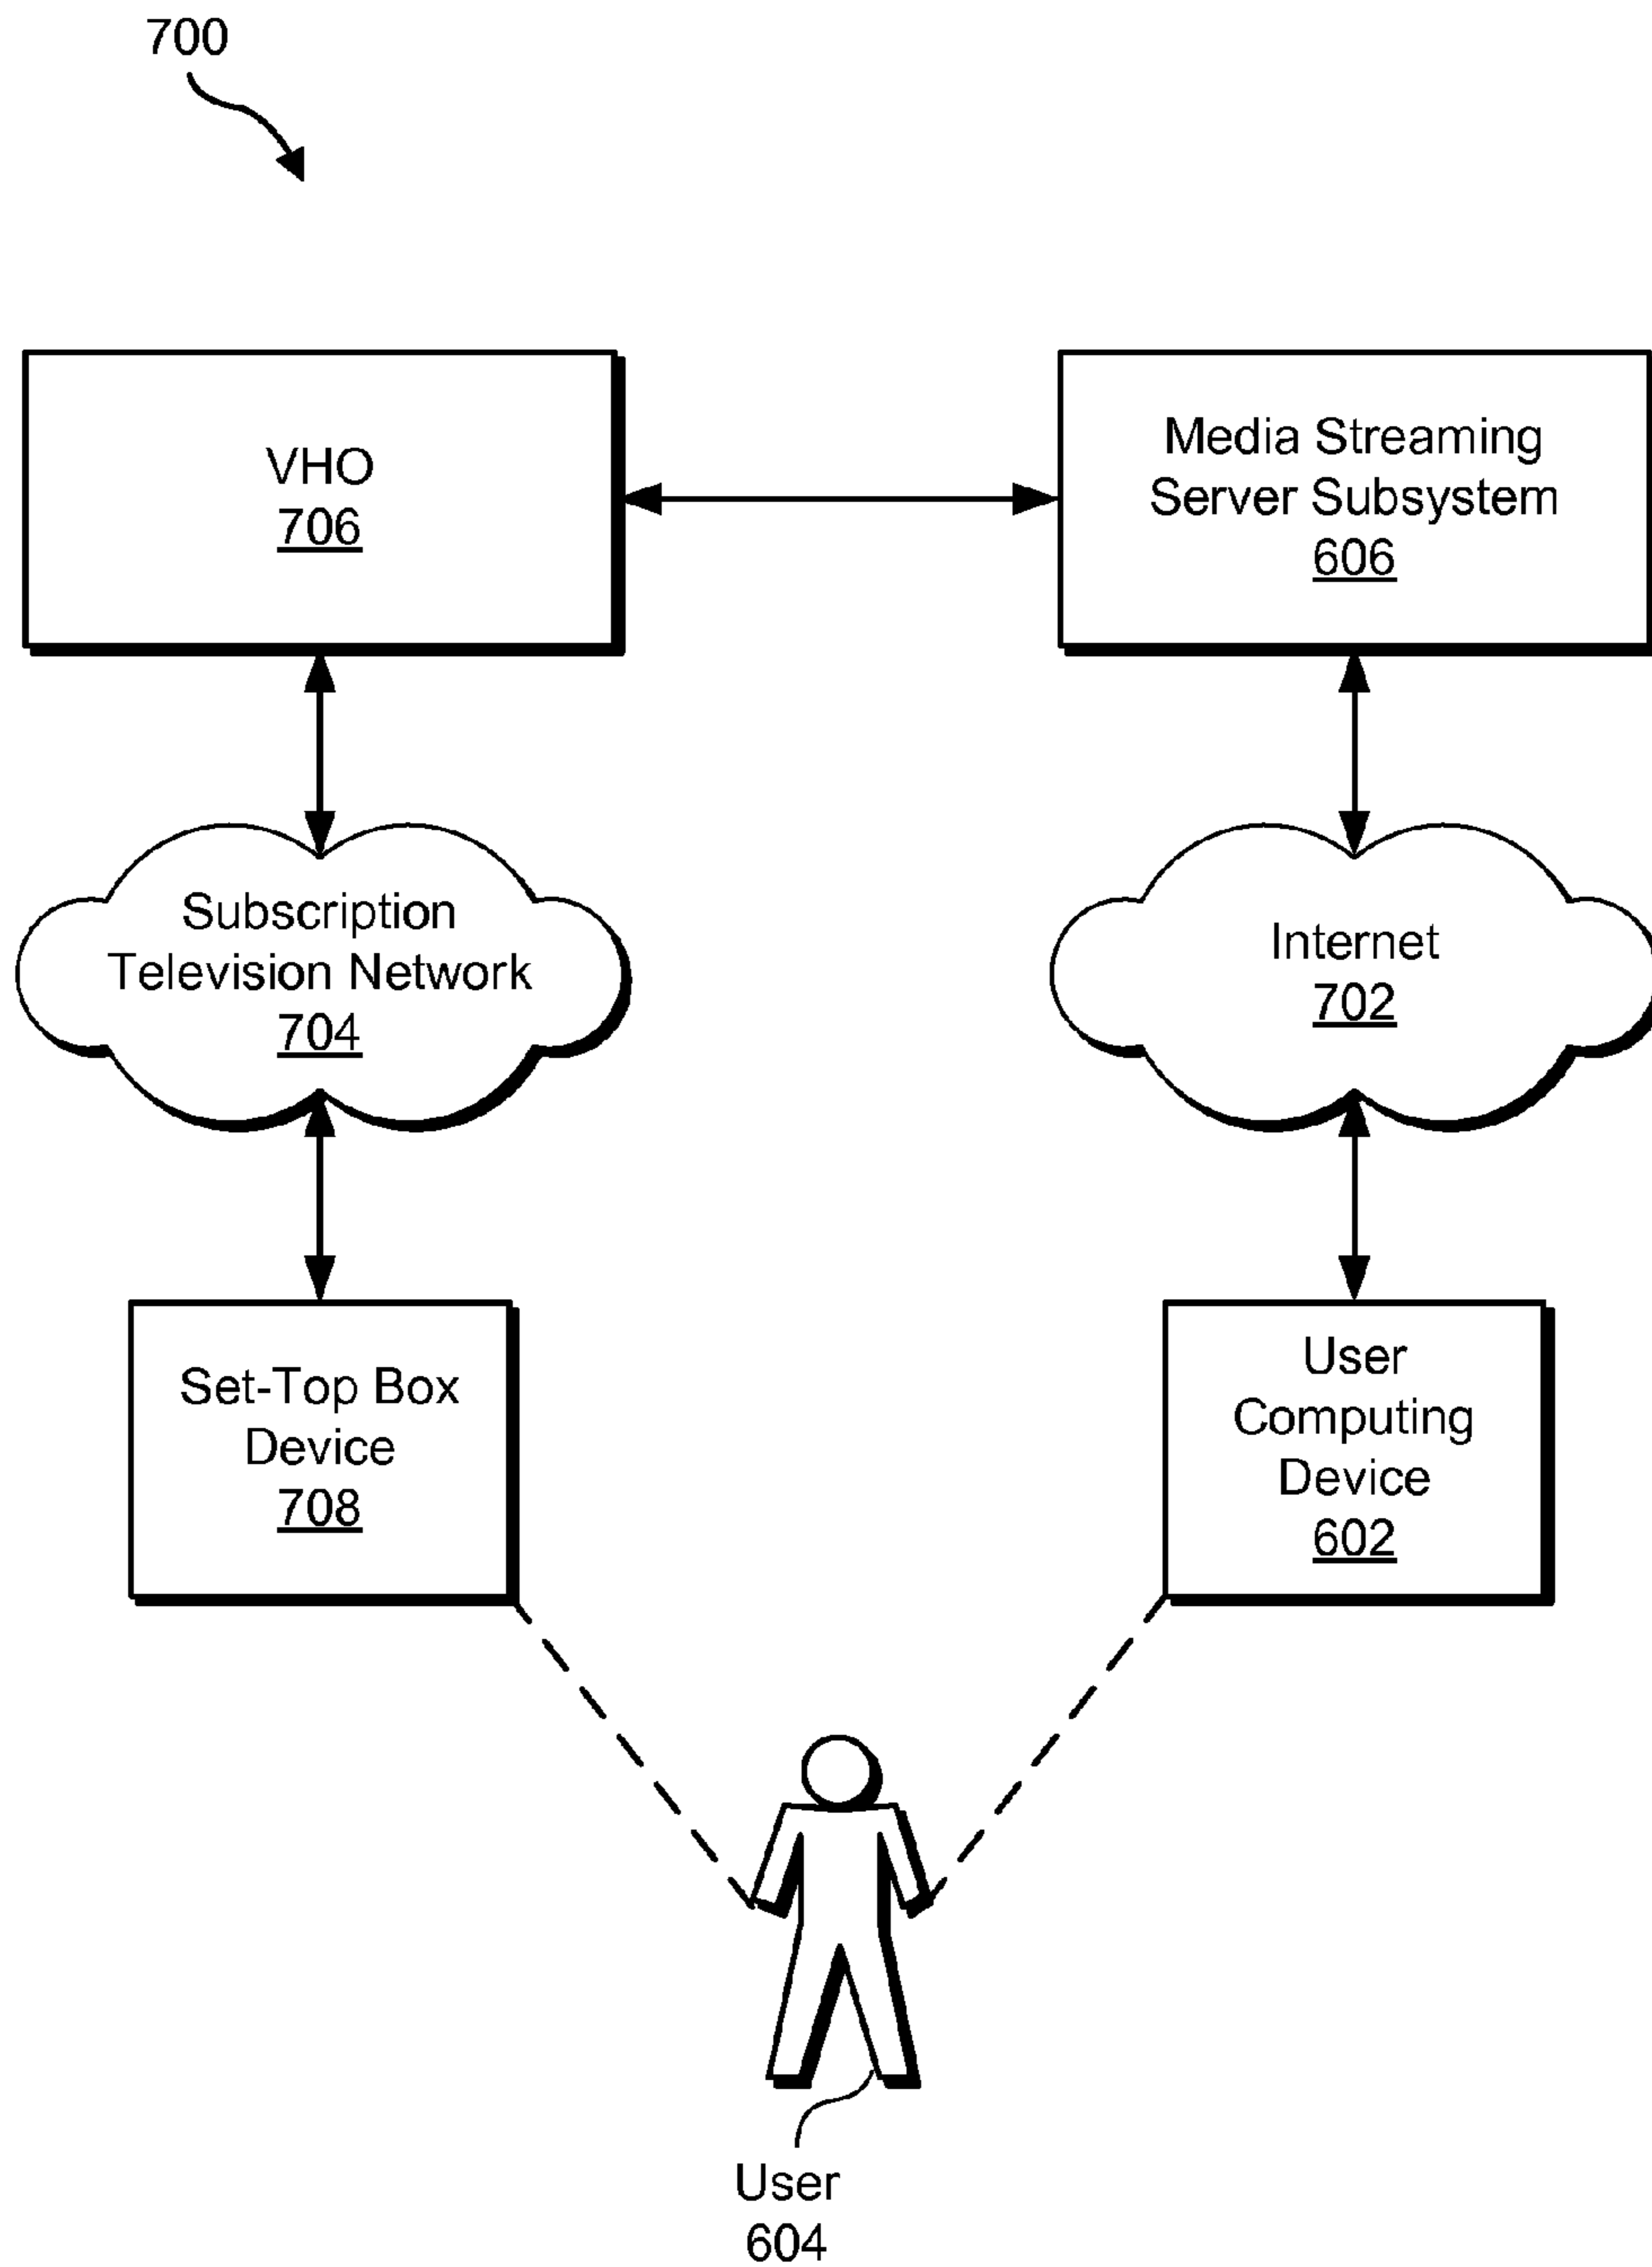 700
VHO
706
Media Streaming
Server Subsystem
606
Subscription
Television Network
704
Internet
702
Set-Top Box
Device
708
User
Computing
Device
602
User
604